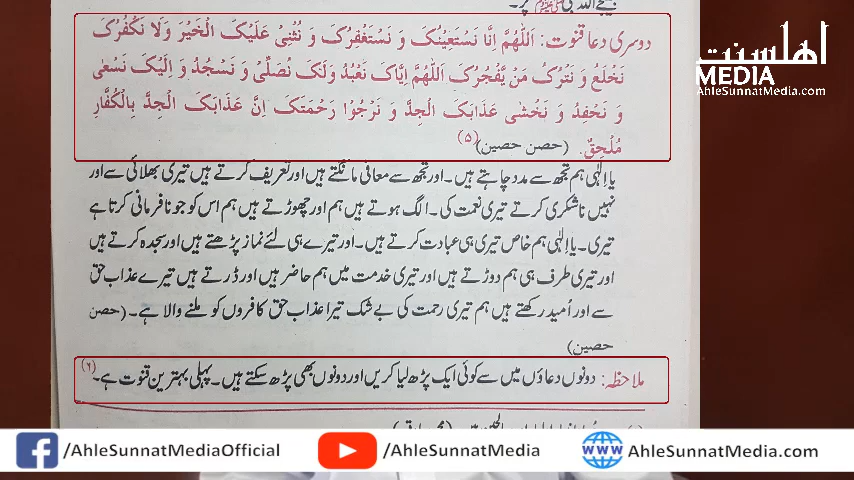 اهلسنت
MEDIA
AhleSunnatMedia.com
دوسری دعا قنوت: اَللّٰهُمَّ اِنَّا نَسْتَعِیْنُکَ وَ نَسْتَغْفِرُکَ وَ نُثْنِیْ عَلَیْکَ الْخَیْرَ وَلَا نَکْفُرُکَ
نَخْلَعُ وَ نَتْرُکُ مَنْ یَّفْجُرُکَ اَللّٰهُمَّ اِیَّاکَ نَعْبُدُ وَلَکَ نُصَلِّیْ وَ نَسْجُدُ وَ اِلَیْکَ نَسْعٰی
وَ نَحْفِدُ وَ نَخْشٰی عَذَابَکَ الْجِدَّ وَ نَرْجُوْا رَحْمَتَکَ اِنَّ عَذَابَکَ الْجِدَّ بِالْکُفَّارِ
مُلْحِقٌ. (حصن حصین)(۵)
یا الٰہی ہم تجھ سے مدد چاہتے ہیں۔ اور تجھ سے معافی مانگتے ہیں اور تعریف کرتے ہیں تیری بھلائی سے اور
نہیں ناشکری کرتے تیری نعمت کی۔ الگ ہوتے ہیں ہم اور چھوڑتے ہیں ہم اس کو جو نافرمانی کرتا ہے
تیری۔ یا الٰہی ہم خاص تیری ہی عبادت کرتے ہیں۔ اور تیرے ہی لئے نماز پڑھتے ہیں اور سجدہ کرتے ہیں
اور تیری طرف ہی ہم دوڑتے ہیں اور تیری خدمت میں ہم حاضر ہیں اور ڈرتے ہیں تیرے عذاب حق
سے اور اُمید رکھتے ہیں ہم تیری رحمت کی بے شک تیرا عذاب حق کافروں کو ملنے والا ہے۔ (حصن
حصین)
ملاحظہ: دونوں دعاؤں میں سے کوئی ایک پڑھ لیا کریں اور دونوں بھی پڑھ سکتے ہیں۔ پہلی بہترین قنوت ہے۔(۶)
/AhleSunnatMediaOfficial
/AhleSunnatMedia
AhleSunnatMedia.com